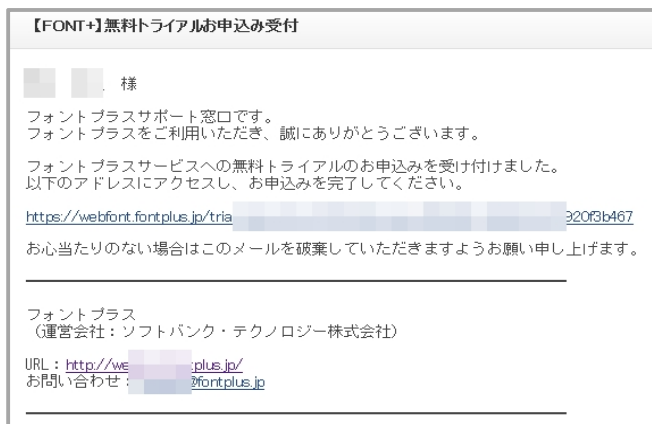 【FONT+】無料トライアルお申込み受付
様
フォントプラスサポート窓口です。
フォントプラスをご利用いただき、誠にありがとうございます。
フォントプラスサービスへの無料トライアルのお申込みを受け付けました。
以下のアドレスにアクセスし、お申込みを完了してください。
https://webfont.fontplus.jp/tria 920f3b467
お心当たりのない場合はこのメールを破棄していただきますようお願い申し上げます。
フォントプラス
（運営会社：ソフトバンク・テクノロジー株式会社）
URL：http://we plus.jp/
お問い合わせ： @fontplus.jp